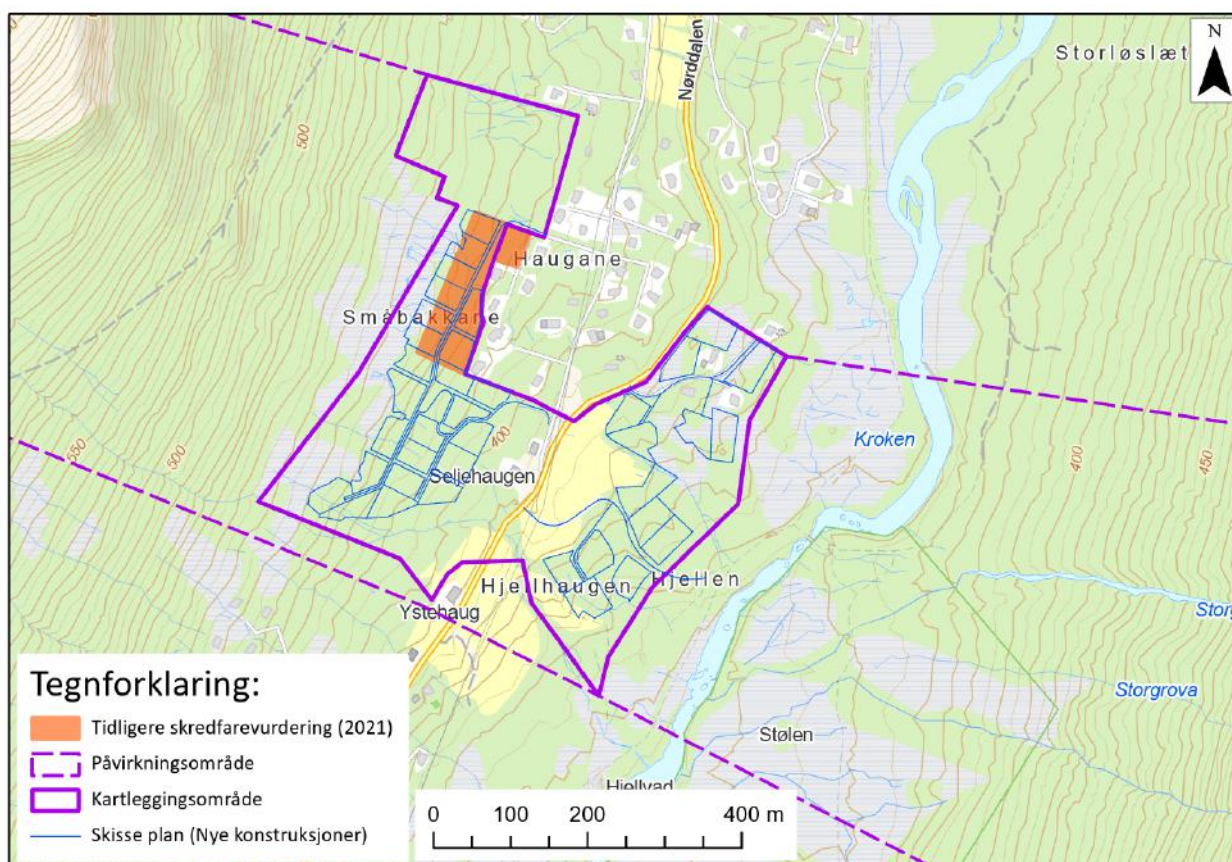 N
Storløslæt
Nørddalen
500
Haugane
Småbakkane
Kroken
400
450
400
550
500
Seljehaugen
Hjellhaugen
Hjellen
Ystehaug
Storg
Storgrova
Stølen
Hjellvad
Tegnforklaring:
Tidligere skredfarevurdering (2021)
Påvirkningsområde
Kartleggingsområde
Skisse plan (Nye konstruksjoner)
0 100 200 400 m